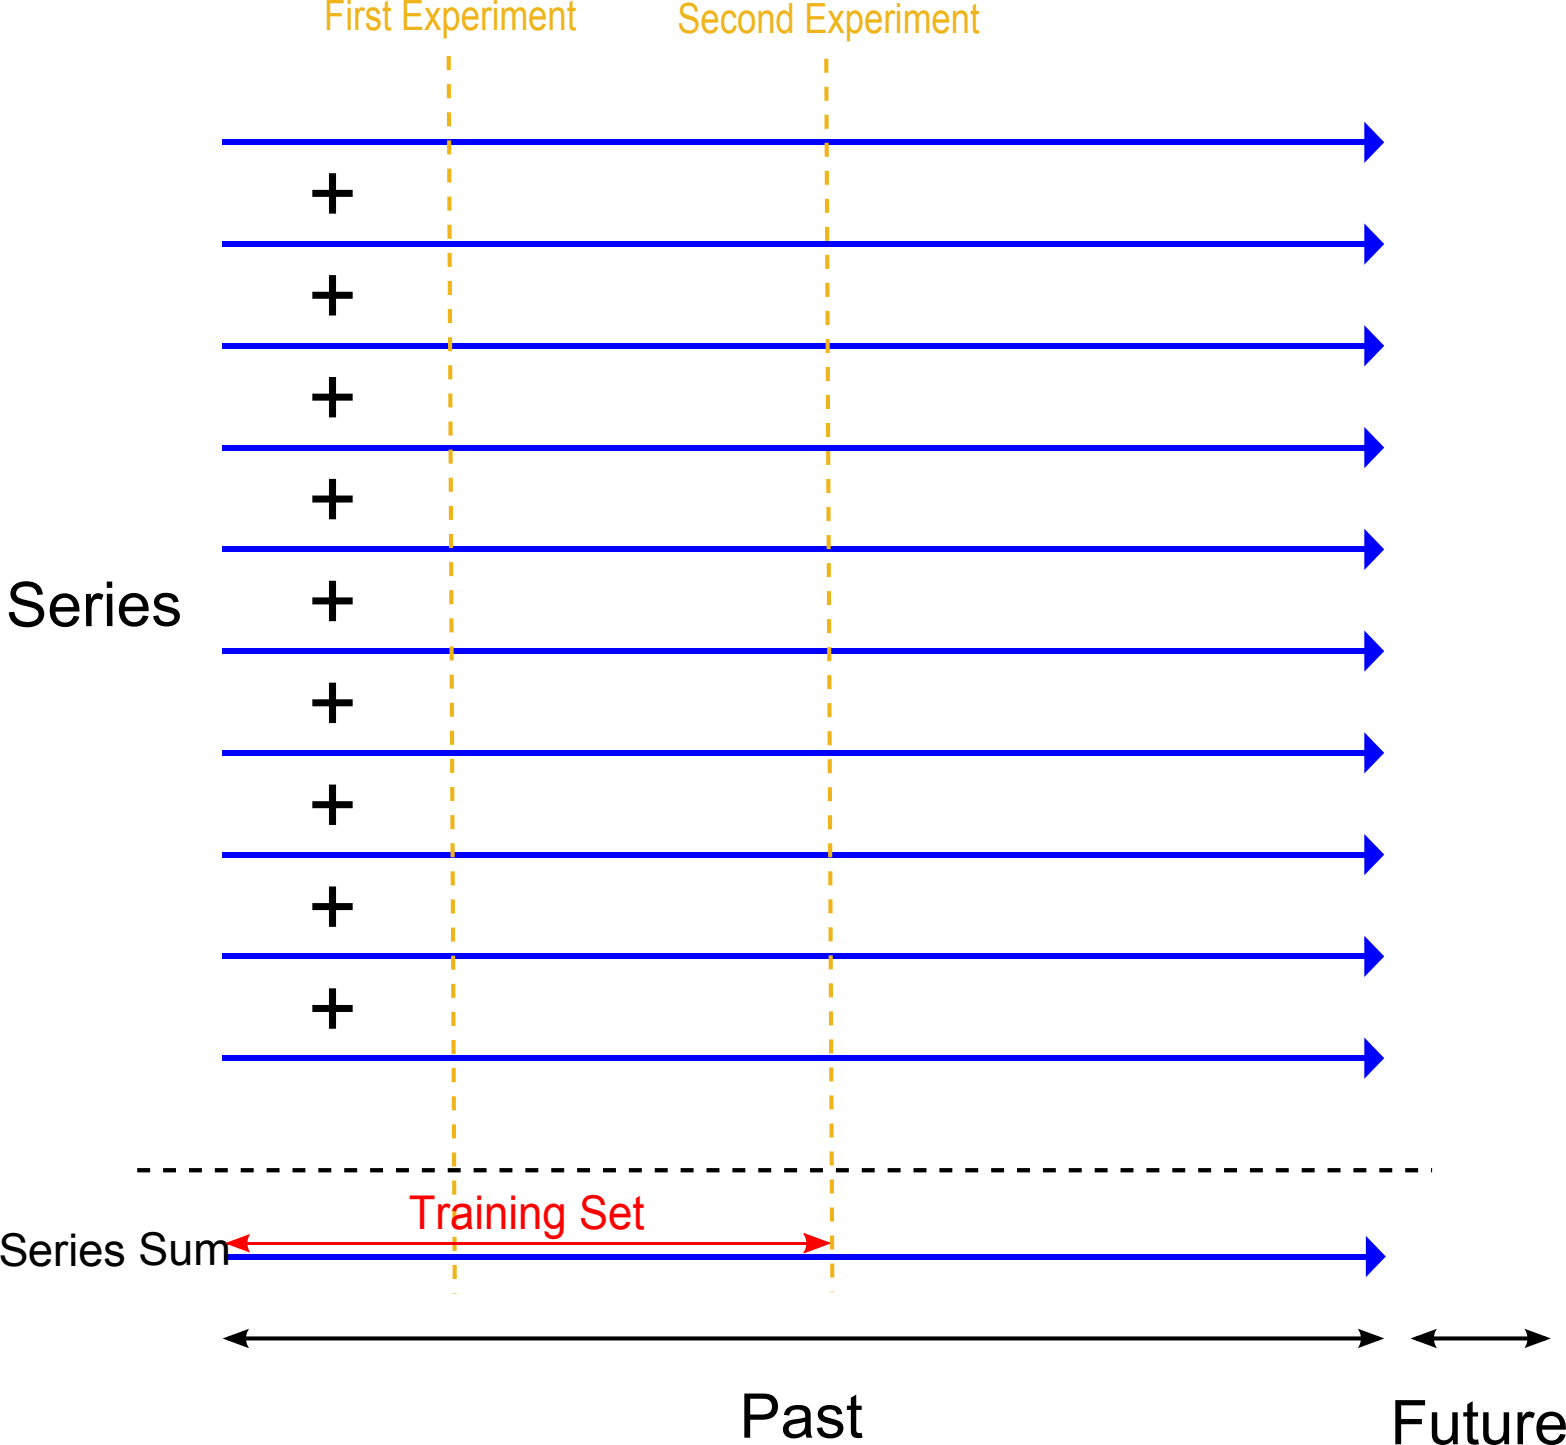 First Experiment
Second Experiment
+
+
+
+
+
Series
+
+
+
+
Training Set
Series Sum
Past
Future